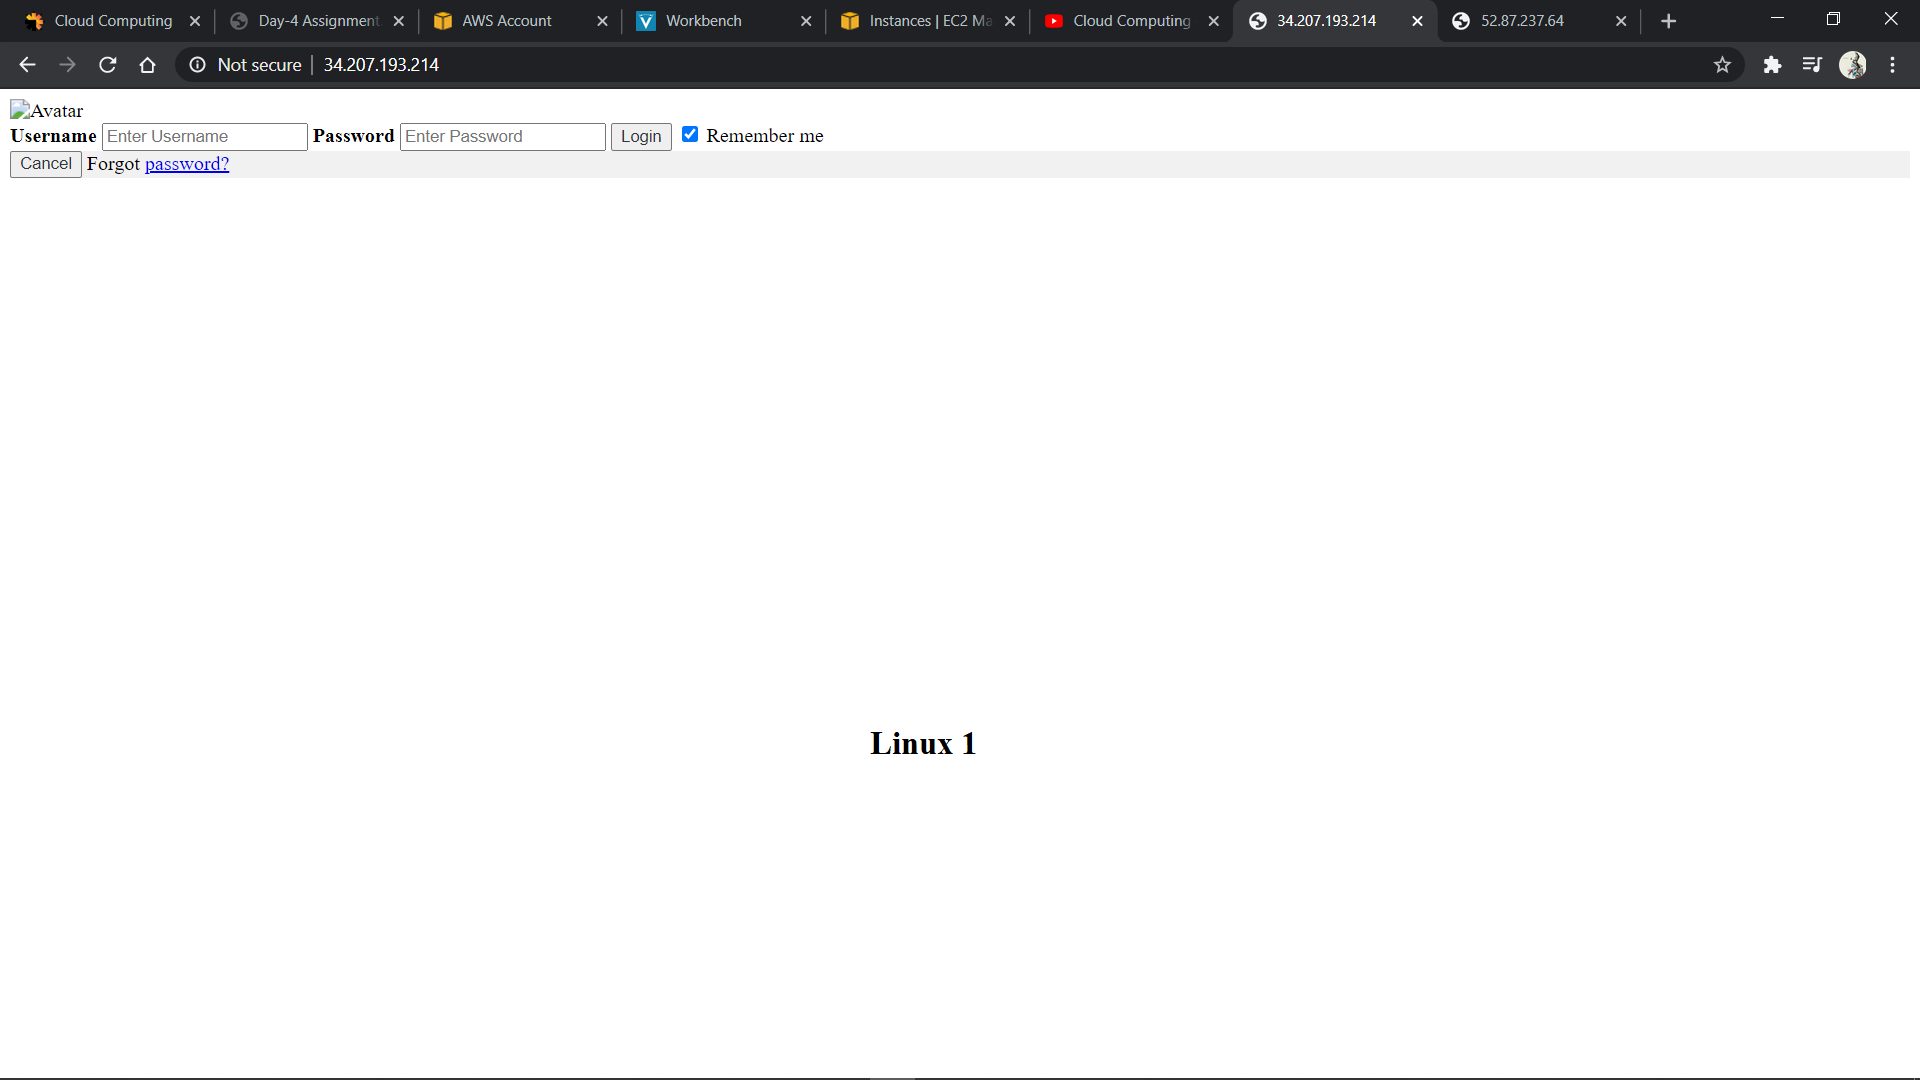 Cloud Computing
Day-4 Assignment
AWS Account
Workbench
Instances | EC2 Ma
Cloud Computing
34.207.193.214
52.87.237.64
Not secure
34.207.193.214
Avatar
Username Enter Username Password Enter Password Login Remember me
Cancel Forgot password?
Linux 1